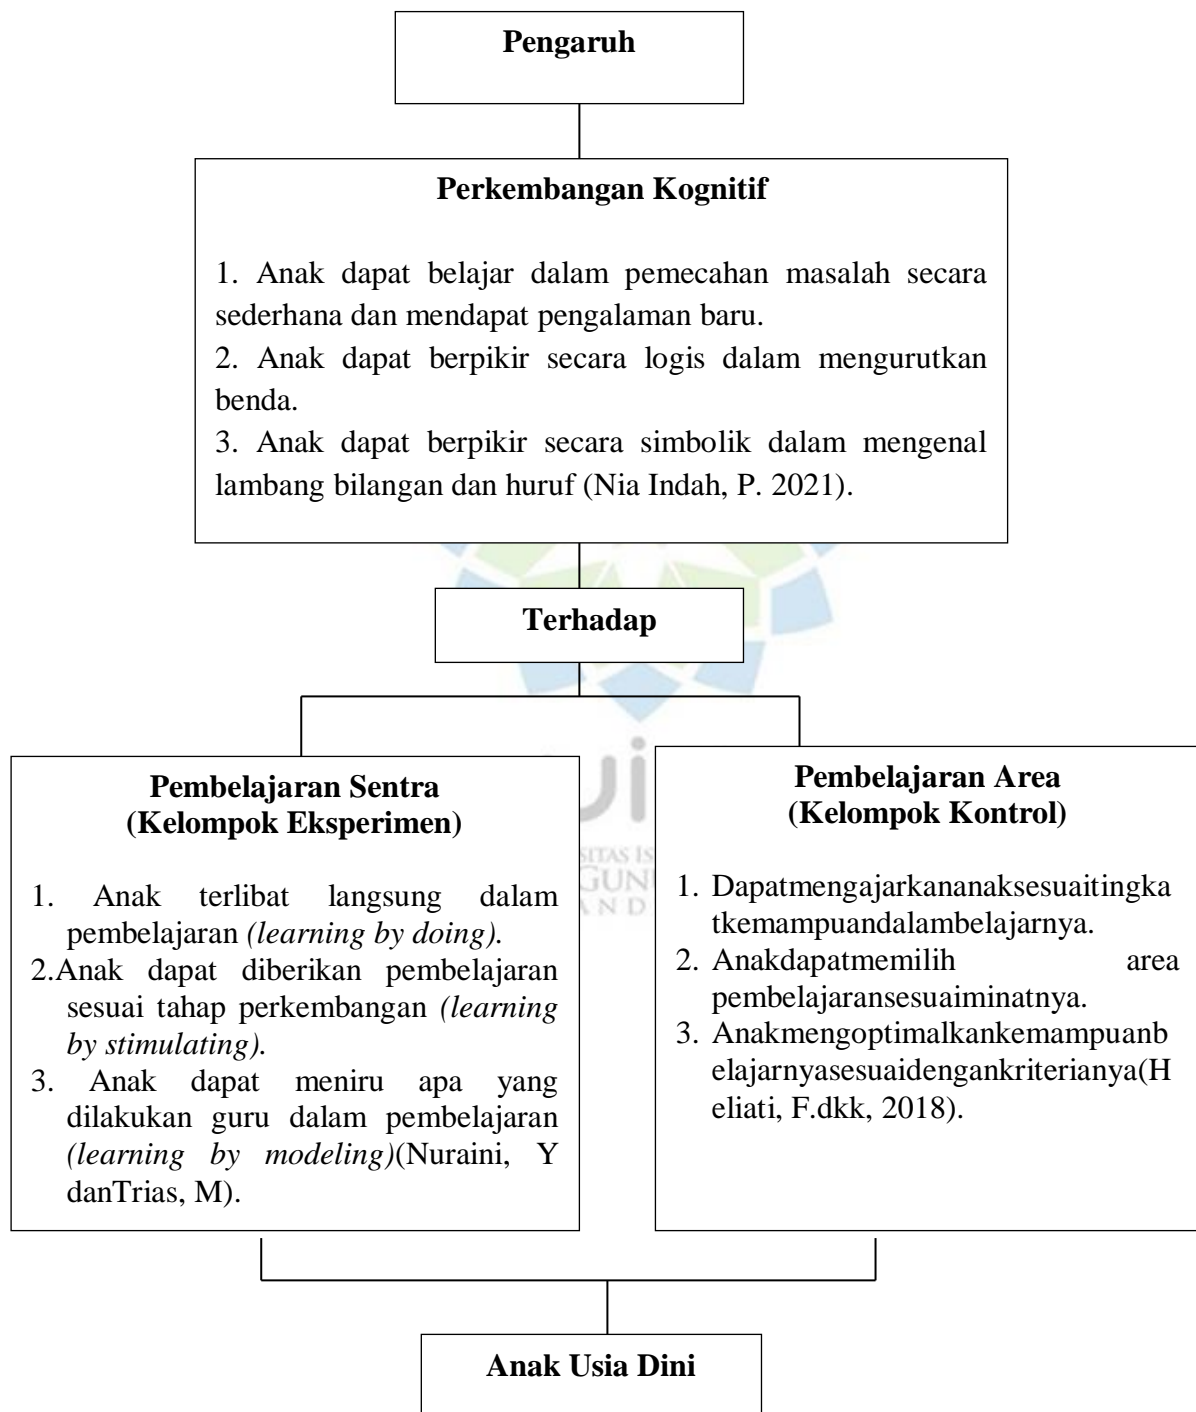 Pengaruh
Perkembangan Kognitif
1. Anak dapat belajar dalam pemecahan masalah secara
sederhana dan mendapat pengalaman baru.
2. Anak dapat berpikir secara logis dalam mengurutkan
benda.
3. Anak dapat berpikir secara simbolik dalam mengenal
lambang bilangan dan huruf (Nia Indah, P. 2021).
Terhadap
Pembelajaran Sentra
(Kelompok Eksperimen)
1. Anak terlibat langsung dalam
pembelajaran (learning by doing).
2.Anak dapat diberikan pembelajaran
sesuai tahap perkembangan (learning
by stimulating).
3. Anak dapat meniru apa yang
dilakukan guru dalam pembelajaran
(learning by modeling)(Nuraini, Y
danTrias, M).
Pembelajaran Area
(Kelompok Kontrol)
1. Dapatmengajarkananaksesuaitingka
tkemampuandalambelajarnya.
2. Anakdapatmemilih area
pembelajaransesuaiminatnya.
3. Anakmengoptimalkankemampuanb
elajarnyasesuaidengankriterianya(H
eliati, F.dkk, 2018).
Anak Usia Dini